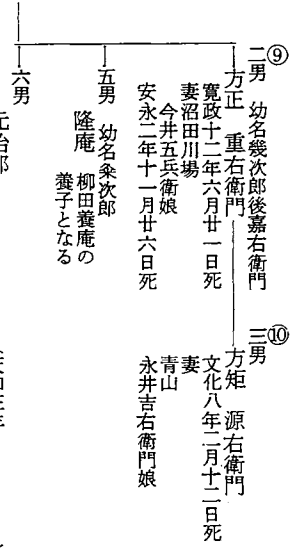 ⑨
二男 幼名幾次郎後嘉右衛門
方正 重右衛門
寛政十二年六月廿一日死
妻沼田川場
今井五兵衛娘
安永二年十一月廿六日死
⑩
三男
方矩 源右衛門
文化八年二月十二日死
妻
青山
永井吉右衛門娘
五男 幼名粂次郎
隆庵 柳田養庵の
養子となる
六男